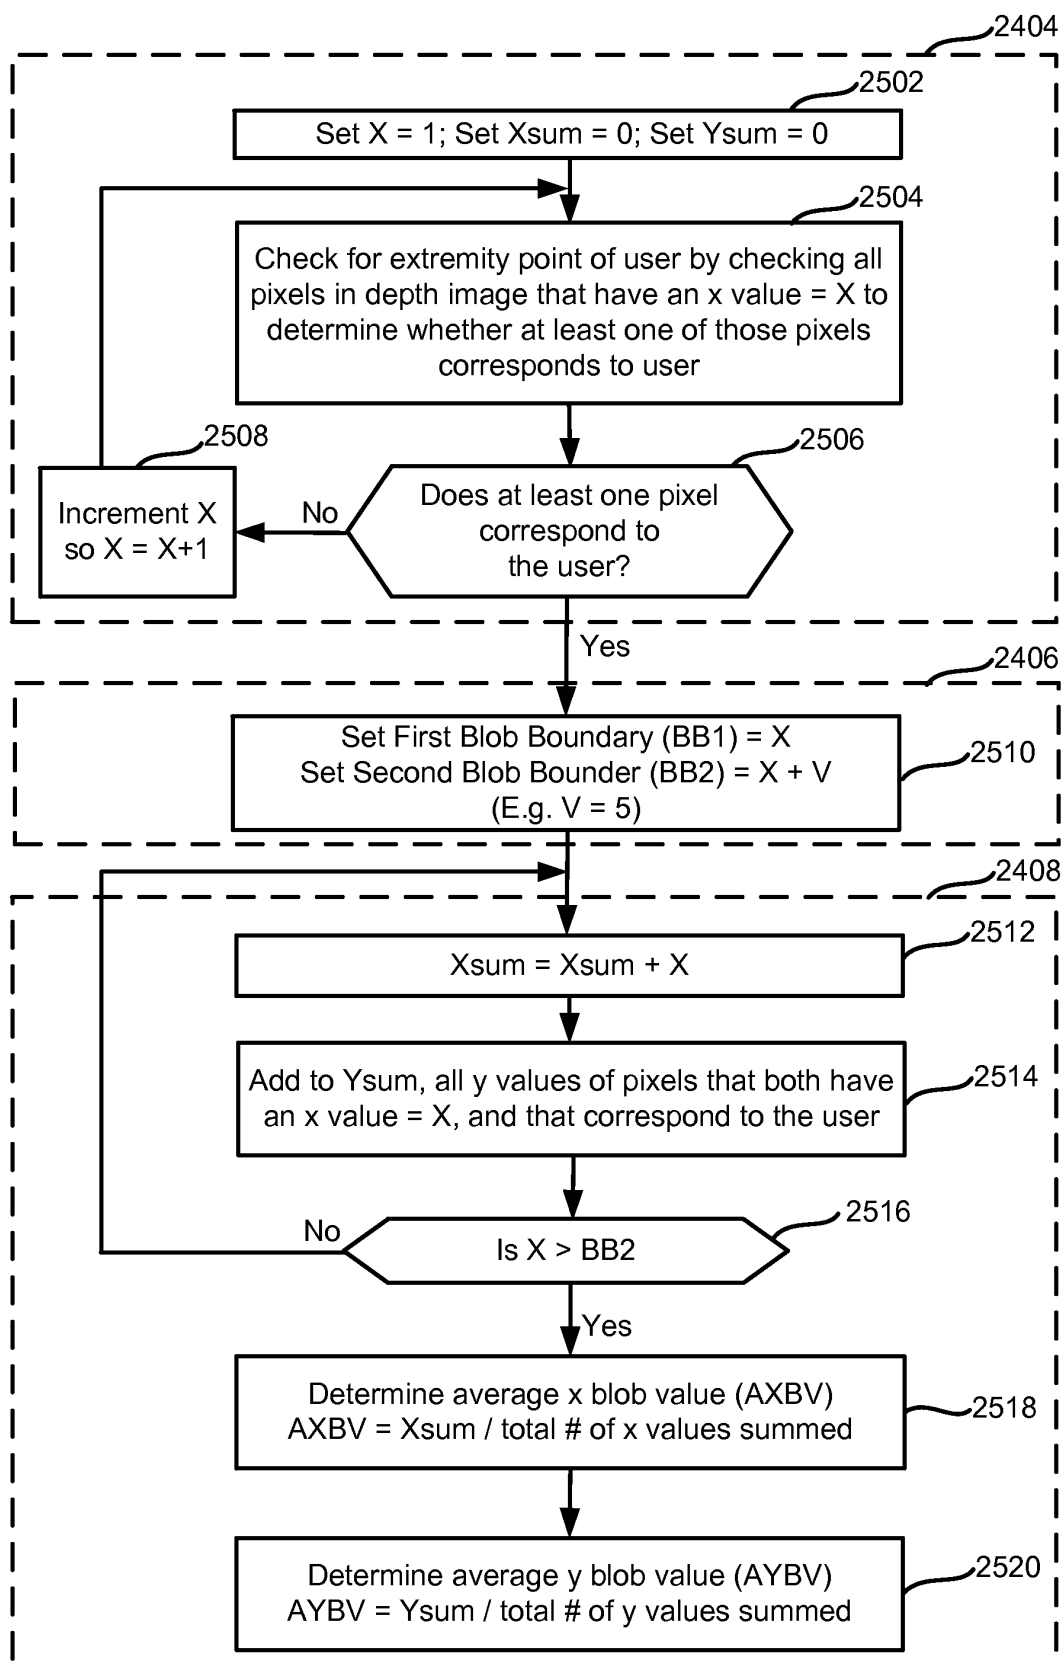 2404
2502
Set X = 1; Set Xsum = 0; Set Ysum = 0
2504
Check for extremity point of user by checking all
pixels in depth image that have an x value = X to
determine whether at least one of those pixels
corresponds to user
2508
2506
Increment X
so X = X+1
No
Does at least one pixel
correspond to
the user?
Yes
2406
Set First Blob Boundary (BB1) = X
Set Second Blob Bounder (BB2) = X + V
(E.g. V = 5)
2510
2408
2512
Xsum = Xsum + X
Add to Ysum, all y values of pixels that both have
an x value = X, and that correspond to the user
2514
2516
No
Is X > BB2
Yes
Determine average x blob value (AXBV)
AXBV = Xsum / total # of x values summed
2518
Determine average y blob value (AYBV)
AYBV = Ysum / total # of y values summed
2520